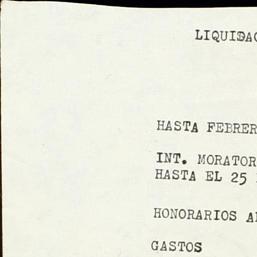 LIQUIDAC
HASTA FEBRER
INT. MORATOR
HASTA EL 25
HONORARIOS A
GASTOS